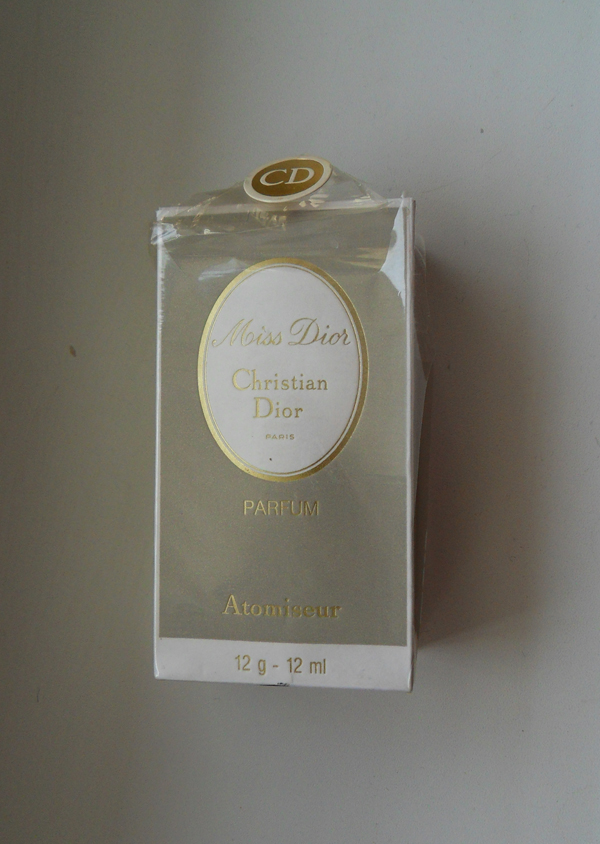 CD
Miss Dior
Christian
Dior
PARIS
PARFUM
Atomiseur
12 g - 12 ml